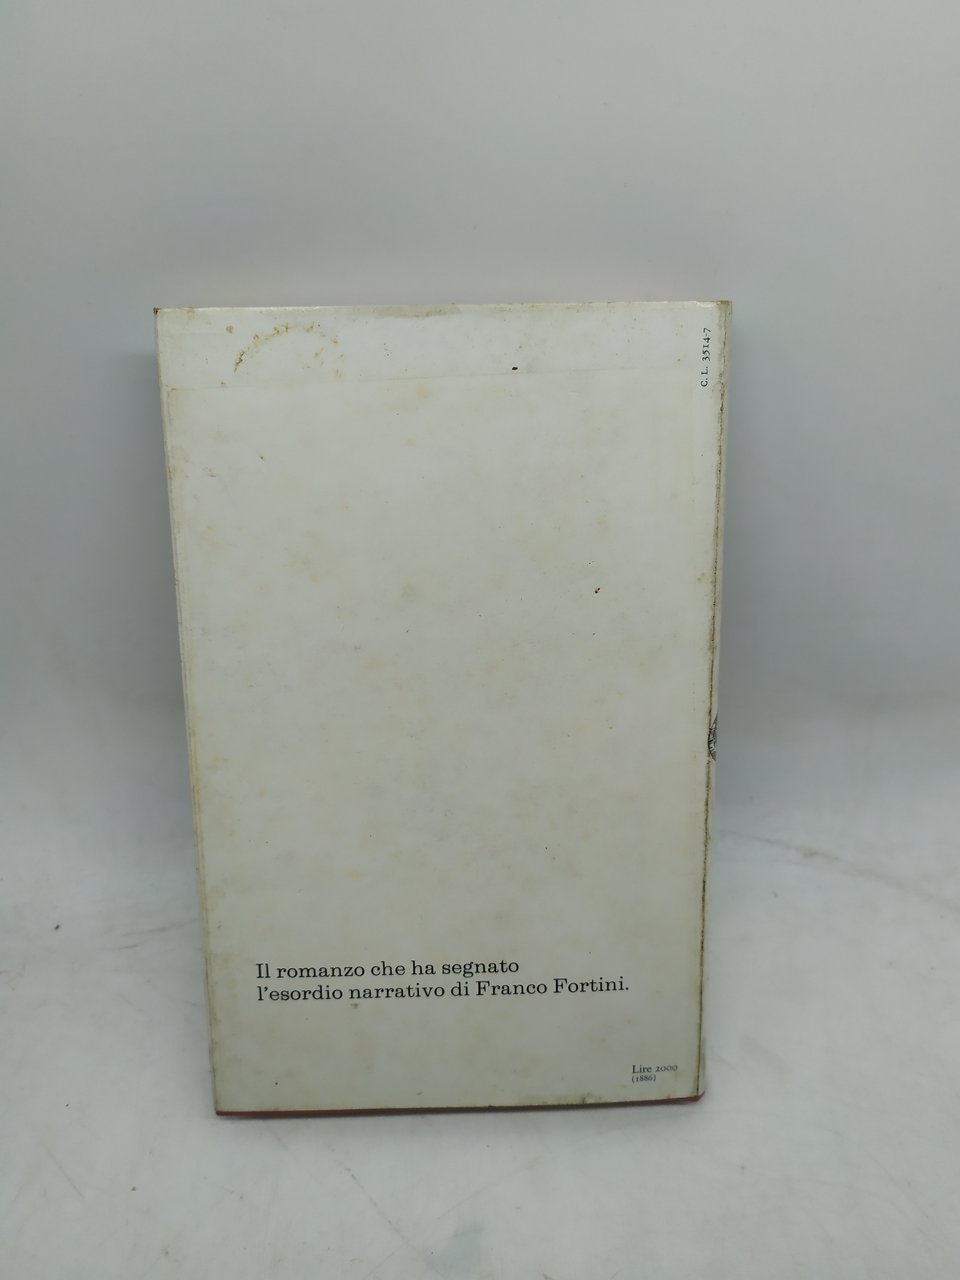 C. L. 3514-7
Il romanzo che ha segnato
l'esordio narrativo di Franco Fortini.
Lire 2000
(1886)